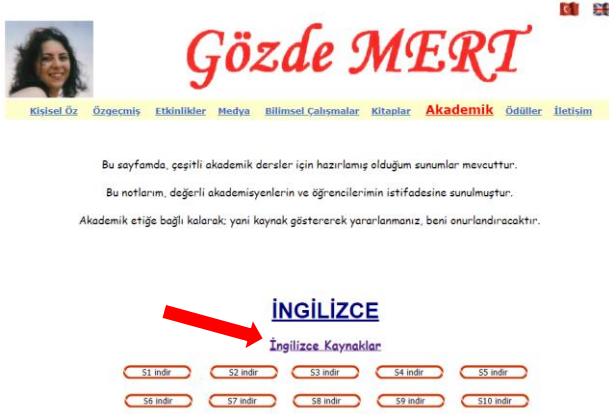 Gözde MERT
Kişisel Öz Özgeçmiş Etkinlikler Medya Bilimsel Çalışmalar Kitaplar Akademik Ödüller İletişim
Bu sayfamda, çeşitli akademik dersler için hazırlamış olduğum sunumlar mevcuttur.
Bu notlarım, değerli akademisyenlerin ve öğrencilerimin istifadesine sunulmuştur.
Akademik etiğe bağlı kalarak; yani kaynak göstererek yararlanmanız, beni onurlandıracaktır.
İNGİLİZCE
İngilizce Kaynaklar
S1 indir S2 indir S3 indir S4 indir S5 indir
S6 indir S7 indir S8 indir S9 indir S10 indir